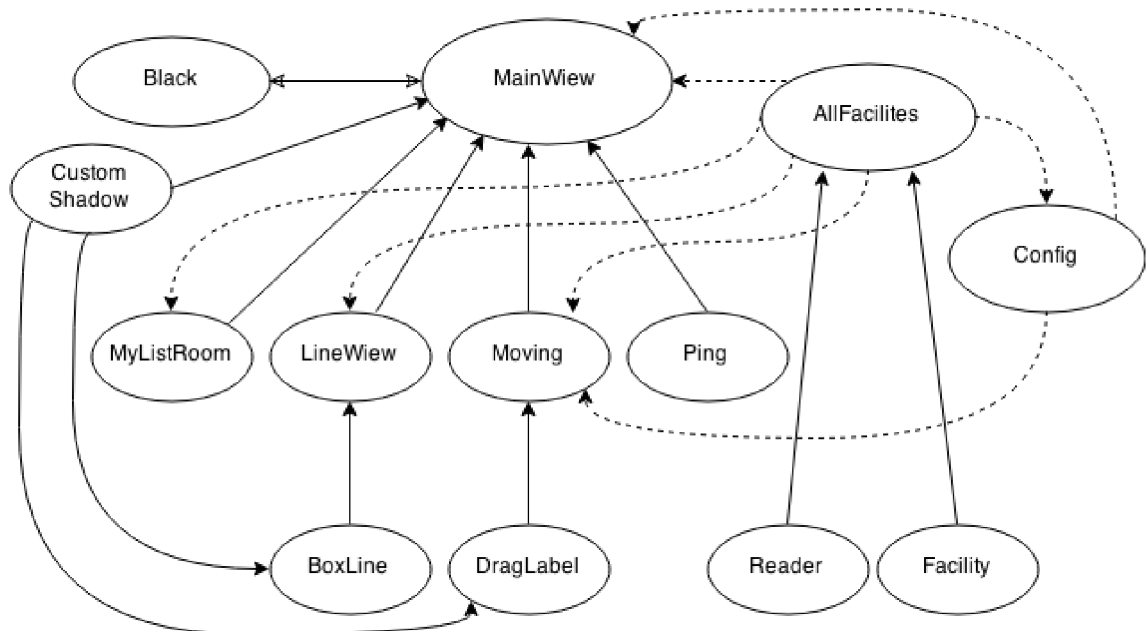 Black
MainWiew
AllFacilites
Custom
Shadow
Config
MyListRoom
LineWiew
Moving
Ping
BoxLine
DragLabel
Reader
Facility